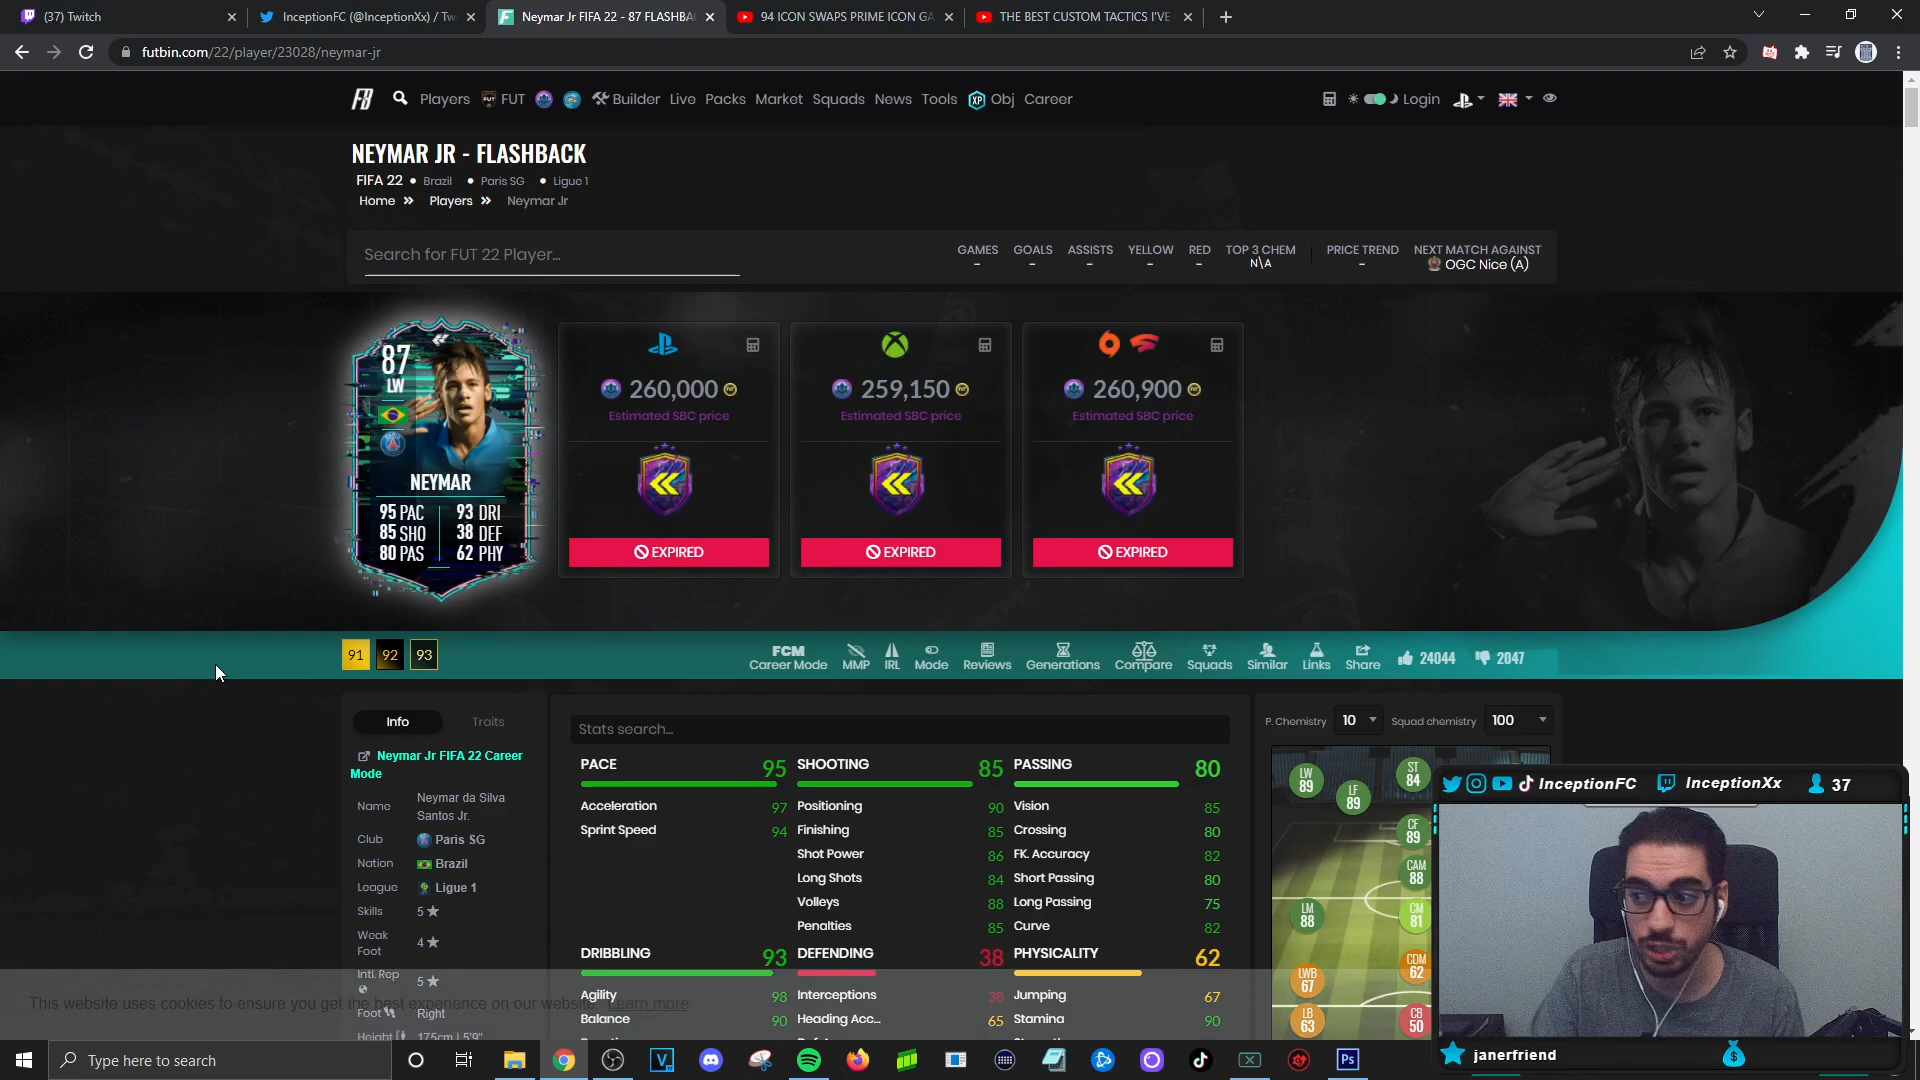 (37) Twitch
InceptionFC (@InceptionXx) / Tw
Neymar Jr FIFA 22 - 87 FLASHBA
94 ICON SWAPS PRIME ICON GA
THE BEST CUSTOM TACTICS I'VE
futbin.com/22/player/23028/neymar-jr
Players FUT Builder Live Packs Market Squads News Tools XP Obj Career Login
NEYMAR JR - FLASHBACK
FIFA 22 • Brazil • Paris SG • Ligue 1
Home » Players » Neymar Jr
Search for FUT 22 Player...
GAMES GOALS ASSISTS YELLOW RED TOP 3 CHEM PRICE TREND NEXT MATCH AGAINST
- - - - - N\A - OGC Nice (A)
87
LW
NEYMAR
95 PAC 93 DRI
85 SHO 38 DEF
80 PAS 62 PHY
260,000
Estimated SBC price
EXPIRED
259,150
Estimated SBC price
EXPIRED
260,900
Estimated SBC price
EXPIRED
91 92 93
FCM
Career Mode MMP IRL Mode Reviews Generations Compare Squads Similar Links Share 24044 2047
Info Traits
Neymar Jr FIFA 22 Career
Mode
Name Neymar da Silva
Santos Jr.
Club Paris SG
Nation Brazil
League Ligue 1
Skills 5★
Weak
Foot 4★
Intl. Rep 5★
Foot Right
Height 175cm | 5'9"
Stats search...
PACE 95
Acceleration 97
Sprint Speed 94
SHOOTING 85
Positioning 90
Finishing 85
Shot Power 86
Long Shots 84
Volleys 88
Penalties 85
PASSING 80
Vision 85
Crossing 80
FK. Accuracy 82
Short Passing 80
Long Passing 75
Curve 82
DRIBBLING 93
Agility 98
Balance 90
DEFENDING 38
Interceptions 38
Heading Acc... 65
PHYSICALITY 62
Jumping 67
Stamina 90
P. Chemistry 10 Squad chemistry 100
LW
89
LF
89
ST
84
CF
89
CAM
88
LM
88
CM
81
CDM
62
LWB
67
LB
63
CB
50
This website uses cookies to ensure you get the best experience on our website. Learn more
InceptionFC InceptionXx 37
janerfriend
Type here to search
Ps